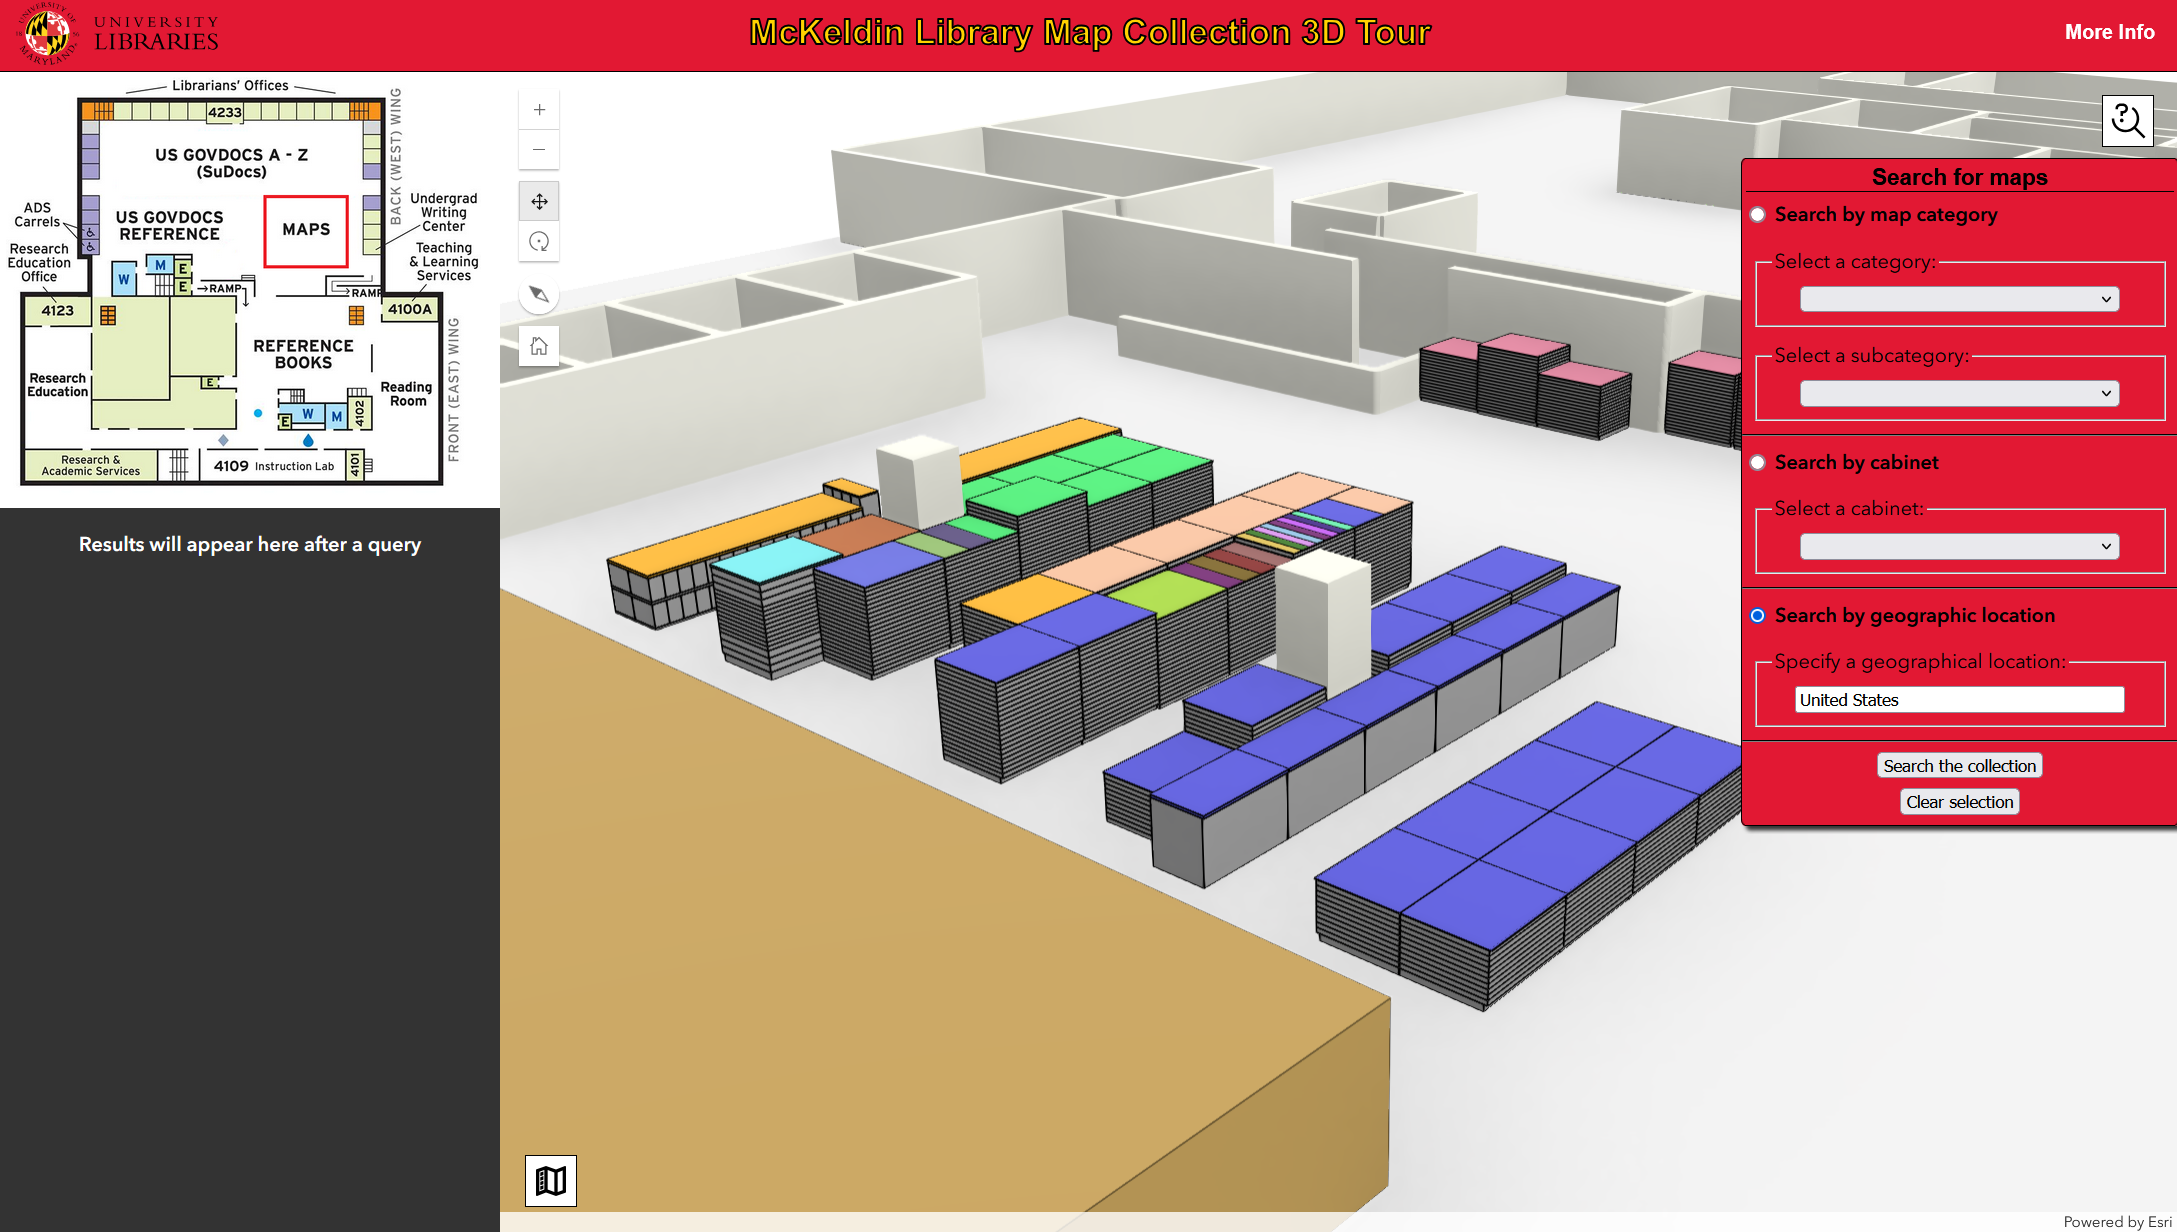 UNIVERSITY OF
MARYLAND
UNIVERSITY
LIBRARIES
McKeldin Library Map Collection 3D Tour
More Info
Librarians' Offices
4233
US GOVDOCS A - Z
(SuDocs)
BACK (WEST) WING
ADS
Carrels
US GOVDOCS
REFERENCE
MAPS
Undergrad
Writing
Center
Research
Education
Office
Teaching
& Learning
Services
W
M
E
E
RAMP
RAMP
4123
4100A
REFERENCE
BOOKS
FRONT (EAST) WING
Research
Education
E
Reading
Room
E
W
M
4102
Research &
Academic Services
4109 Instruction Lab
4101
Results will appear here after a query
Search for maps
Search by map category
Select a category:
Select a subcategory:
Search by cabinet
Select a cabinet:
Search by geographic location
Specify a geographical location:
United States
Search the collection
Clear selection
Powered by Esri